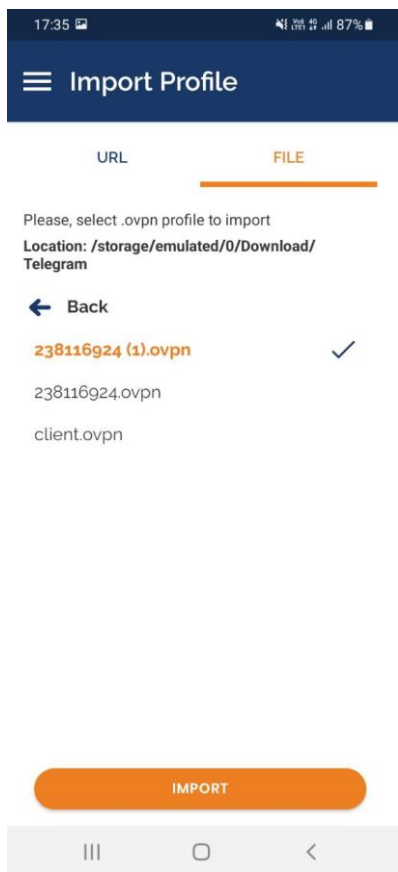 17:35 87%
Import Profile
URL FILE
Please, select .ovpn profile to import
Location: /storage/emulated/0/Download/
Telegram
Back
238116924 (1).ovpn
238116924.ovpn
client.ovpn
IMPORT